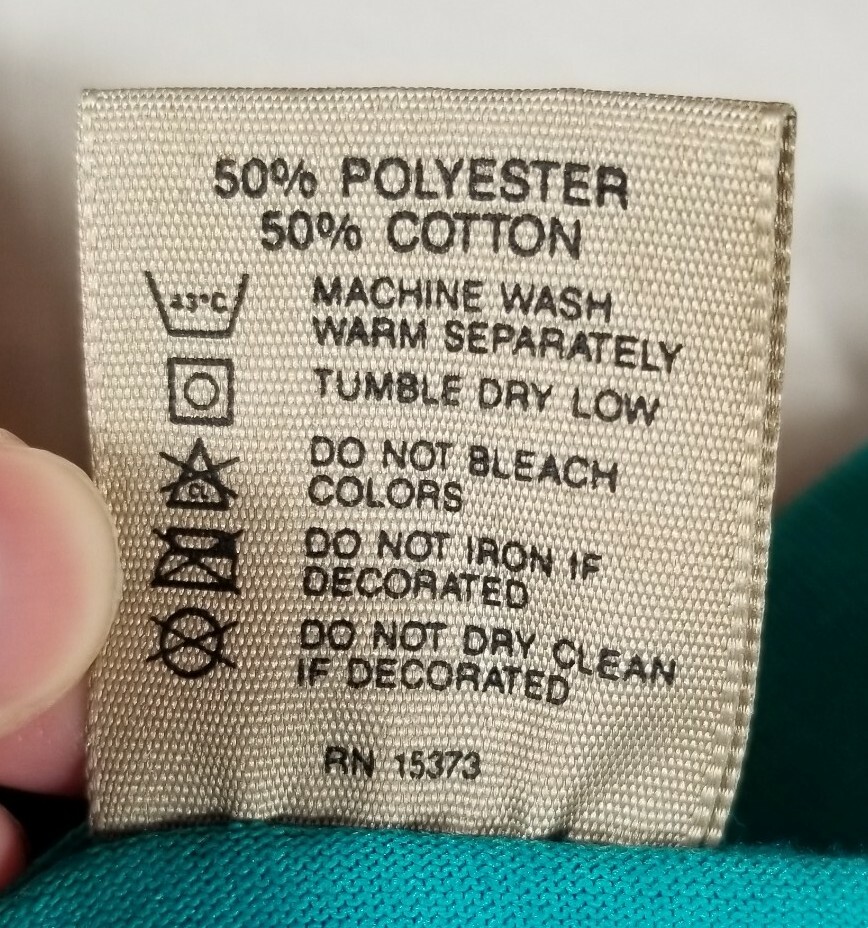 50% POLYESTER
50% COTTON
43°C
MACHINE WASH
WARM SEPARATELY
TUMBLE DRY LOW
DO NOT BLEACH
COLORS
DO NOT IRON IF
DECORATED
DO NOT DRY CLEAN
IF DECORATED
RN 15373